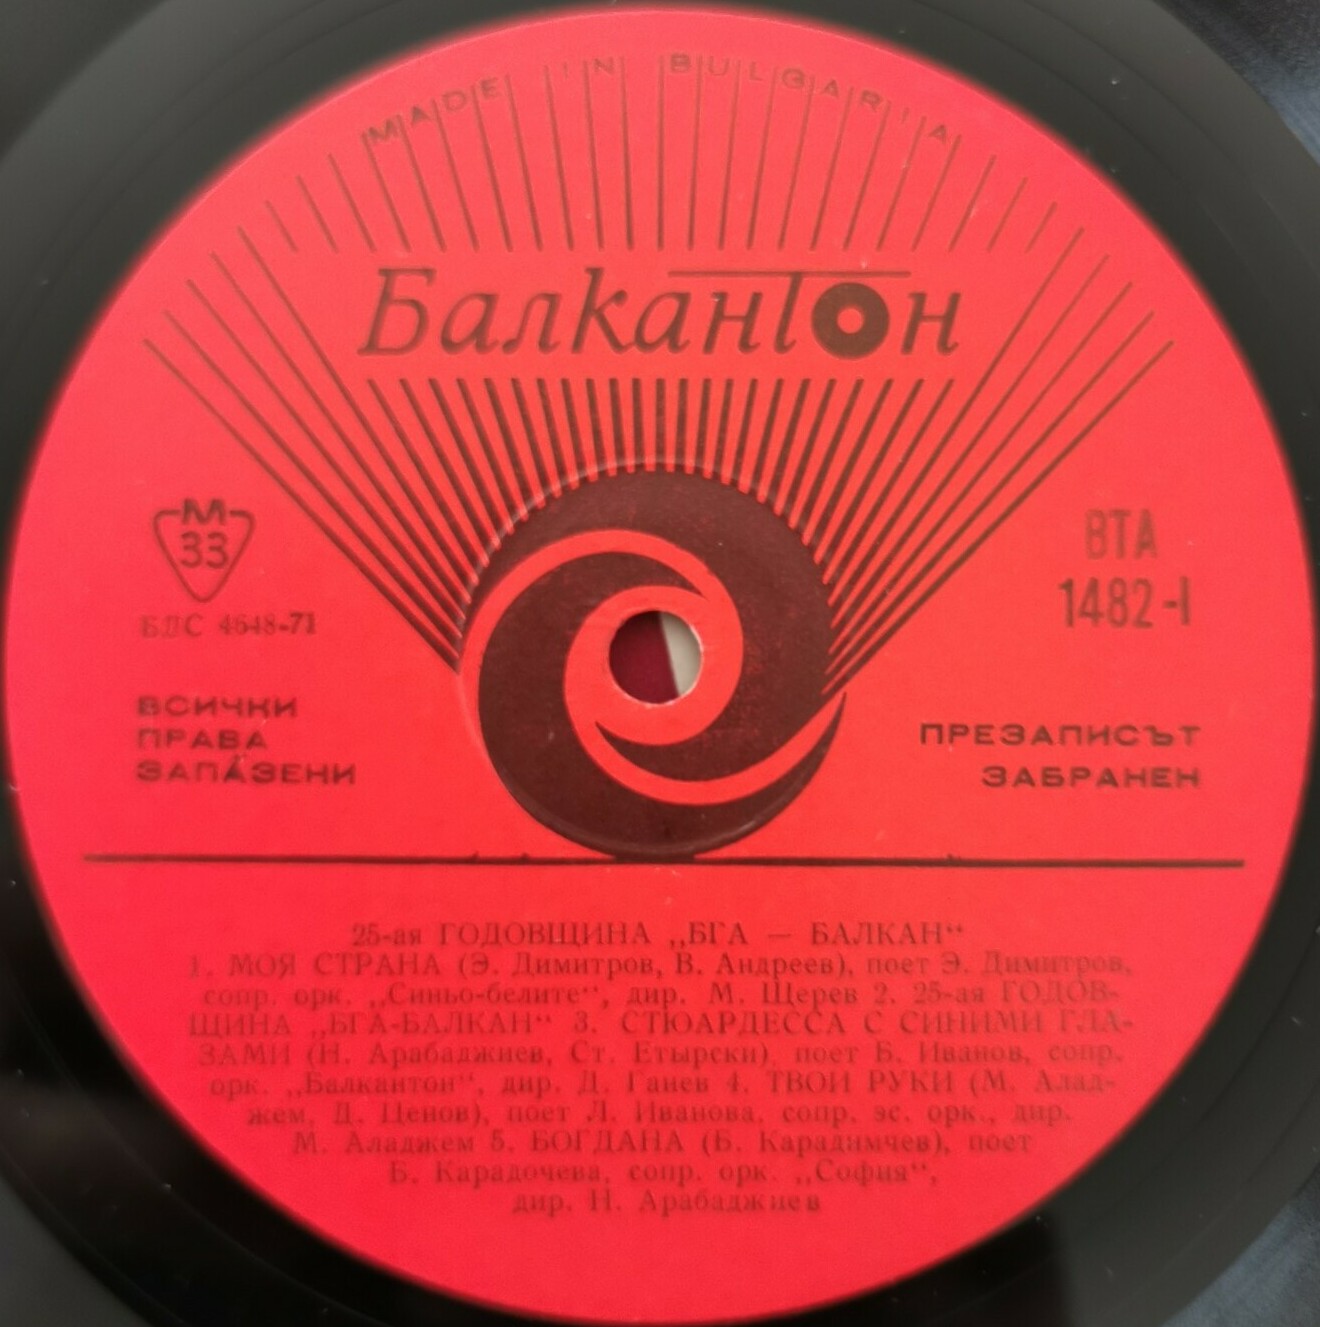 MADE IN BULGARIA
Балкантон
М
33
БДС 4648-71
ВТА
1482-I
ВСИЧКИ
ПРАВА
ЗАПАЗЕНИ
ПРЕЗАПИСЪТ
ЗАБРАНЕН
25-ая ГОДОВЩИНА „БГА — БАЛКАН“
1. МОЯ СТРАНА (Э. Димитров, В. Андреев), поет Э. Димитров,
сопр. орк. „Синьо-белите“, дир. М. Щерев 2. 25-ая ГОДОВ-
ЩИНА „БГА-БАЛКАН“ 3. СТЮАРДЕССА С СИНИМИ ГЛА-
ЗАМИ (Н. Арабаджиев, Ст. Етырски), поет Б. Иванов, сопр.
орк. „Балкантон“, дир. Д. Ганев 4. ТВОИ РУКИ (М. Алад-
жем, Д. Ценов), поет Л. Иванова, сопр. эс. орк., дир.
М. Аладжем 5. БОГДАНА (Б. Карадимчев), поет
Б. Карадочева, сопр. орк. „София“,
дир. Н. Арабаджиев